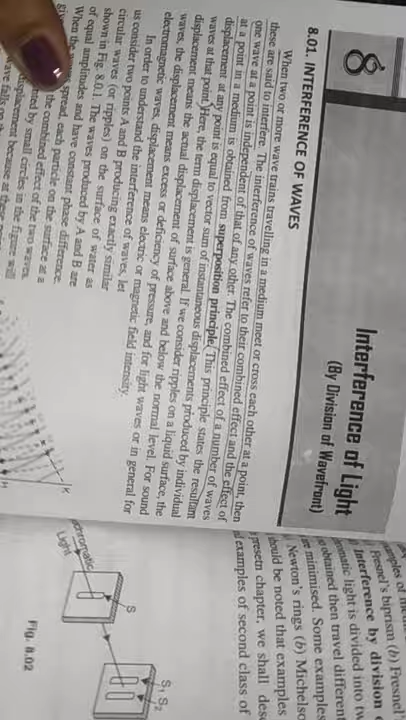 8
Interference of Light
(By Division of Wavefront)
8.01. INTERFERENCE OF WAVES
When two or more wave trains travelling in a medium meet or cross each other at a point, then
these are said to interfere. The interference of waves refer to their combined effect and the effect of
one wave at a point is independent of that of any other. The combined effect of a number of waves
at a point in a medium is obtained from superposition principle. This principle states the resultant
displacement at any point is equal to vector sum of instantaneous displacements produced by individual
waves at that point. Here, the term displacement is general. If we consider ripples on a liquid surface, the
displacement means the actual displacement of surface above and below the normal level. For sound
waves, the displacement means excess or deficiency of pressure, and for light waves or in general for
electromagnetic waves, displacement means electric or magnetic field intensity.
In order to understand the interference of waves, let
us consider two points A and B producing exactly similar
circular waves (or ripples) on the surface of water as
shown in Fig. 8.01. The waves produced by A and B are
of equal amplitudes and have constant phase difference.
When the spread, each particle on the surface at a
the combined effect of the two waves.
by small circles in the figure will
displacement because at these
wave falls on
K
H
Fresnel's biprism (b) Fresnel
Interference by division
light is divided into tw
obtained then travel differen
minimised. Some examples
Newton's rings (b) Michelso
should be noted that examples
presetn chapter, we shall des
examples of second class of
Light
S
S₁
S₂
Fig. 8.02